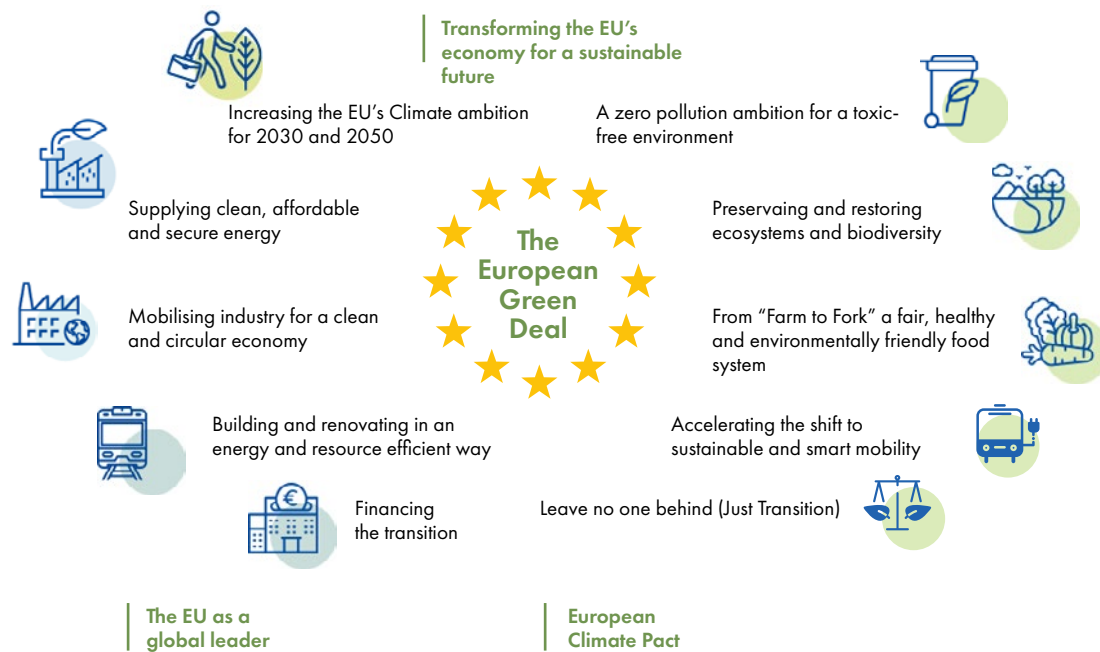 Transforming the EU's
economy for a sustainable
future
Increasing the EU's Climate ambition
for 2030 and 2050
A zero pollution ambition for a toxic-
free environment
Supplying clean, affordable
and secure energy
Preservaing and restoring
ecosystems and biodiversity
The
European
Green
Deal
Mobilising industry for a clean
and circular economy
From “Farm to Fork” a fair, healthy
and environmentally friendly food
system
Building and renovating in an
energy and resource efficient way
Accelerating the shift to
sustainable and smart mobility
€
Financing
the transition
Leave no one behind (Just Transition)
The EU as a
global leader
European
Climate Pact